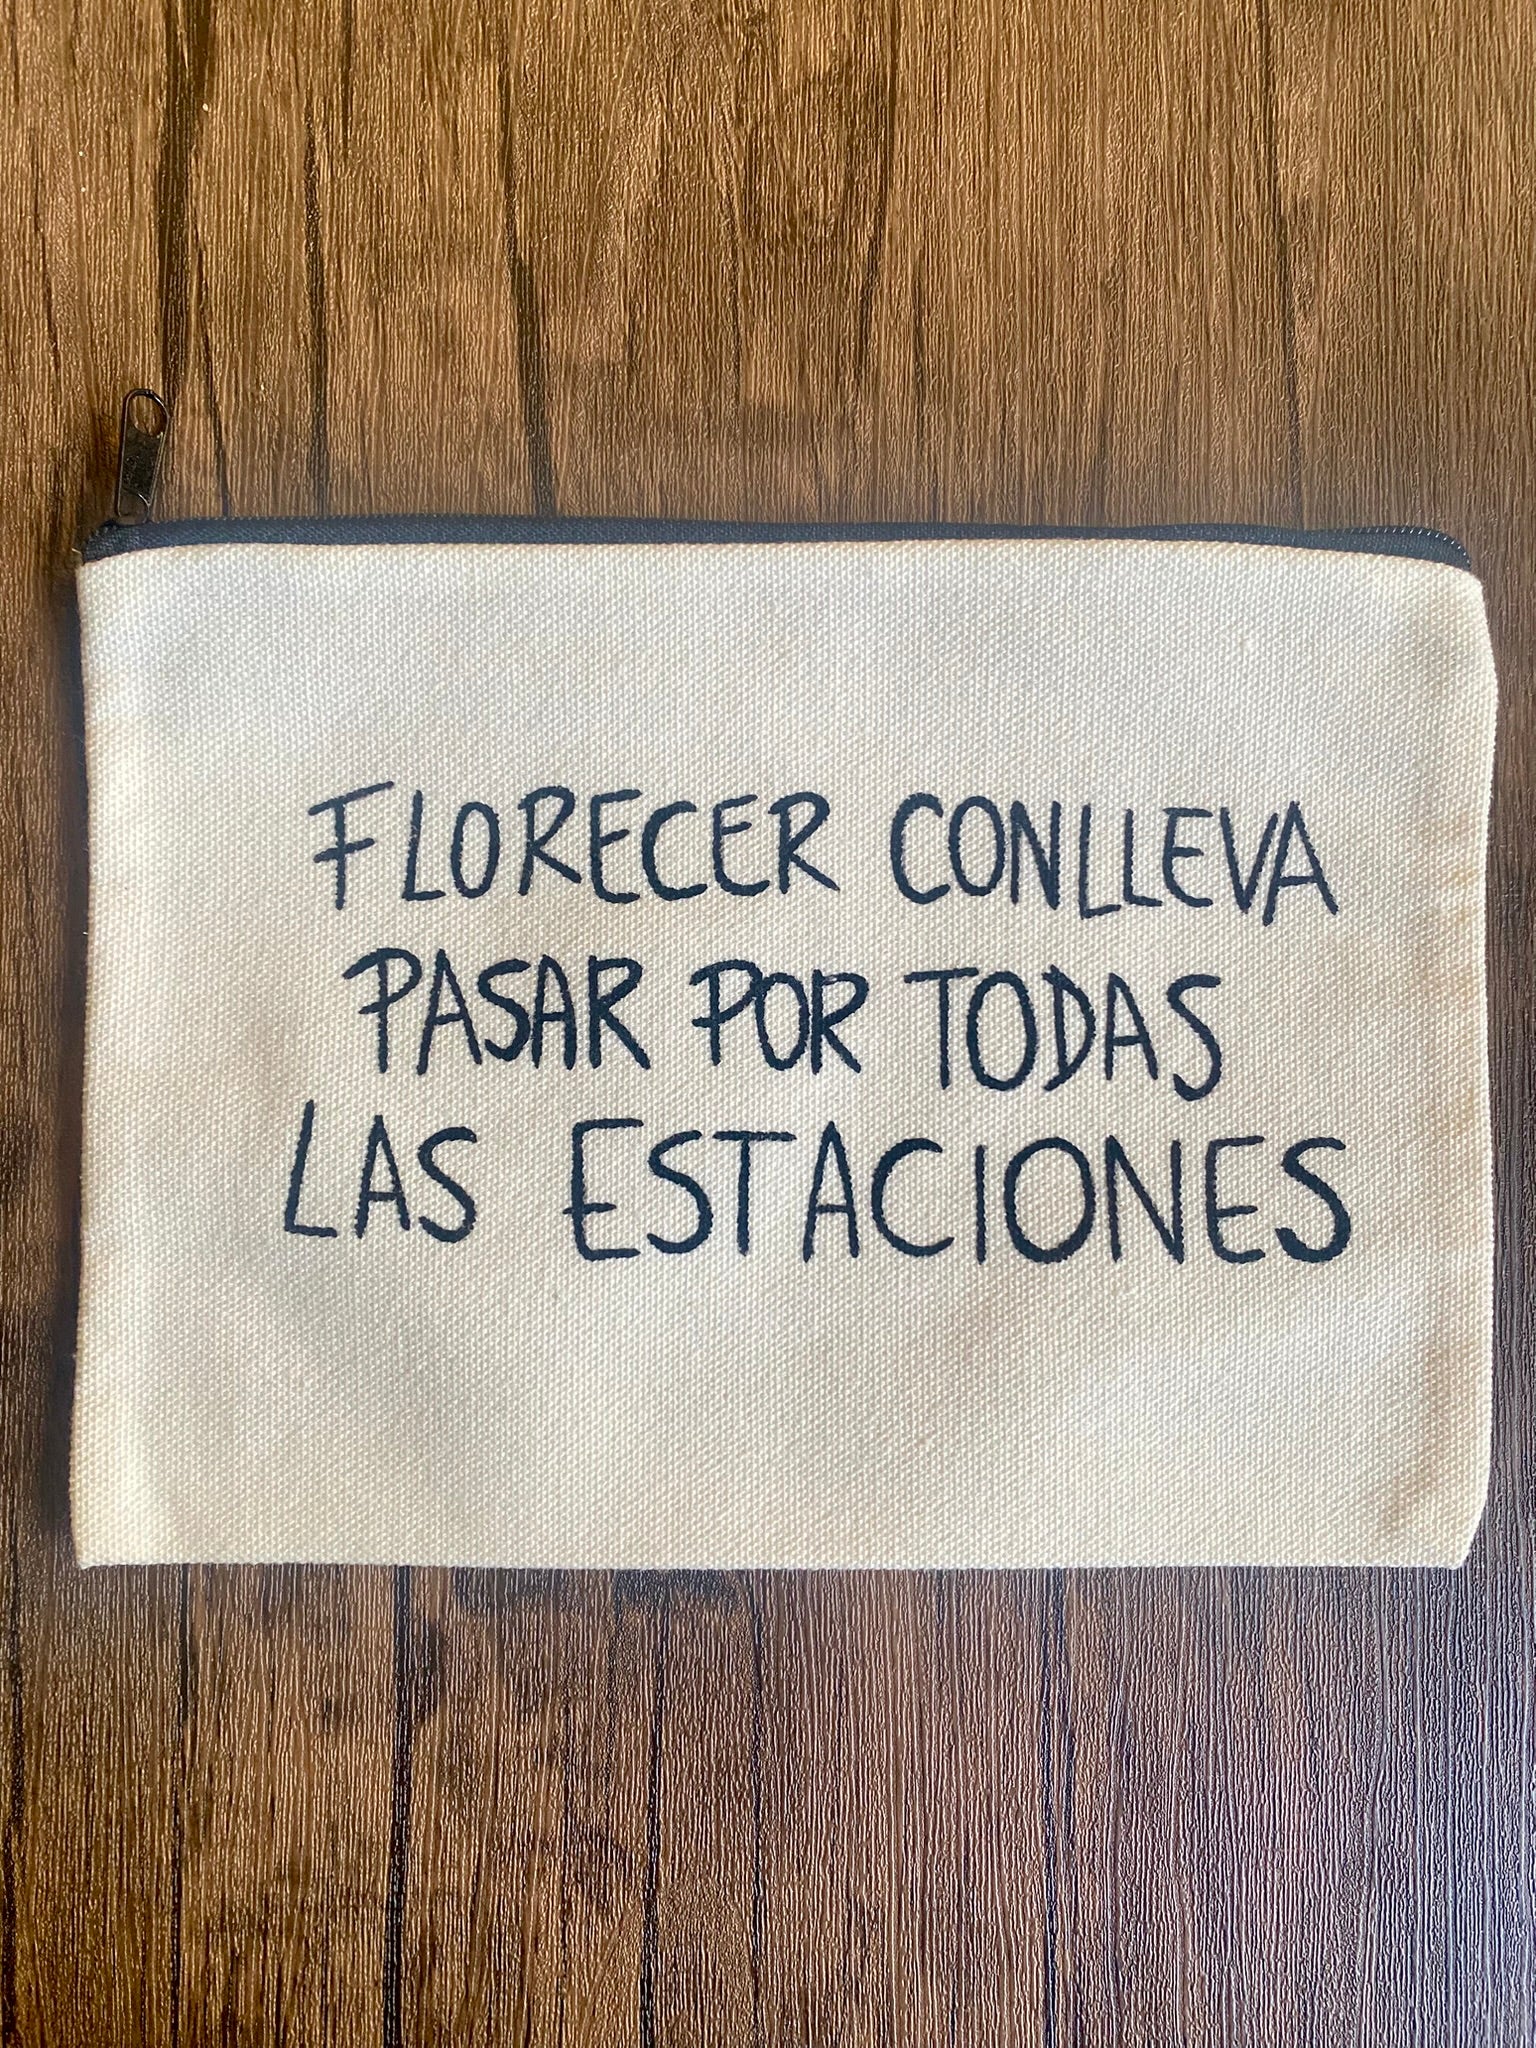 FLORECER CONLLEVA
PASAR POR TODAS
LAS ESTACIONES